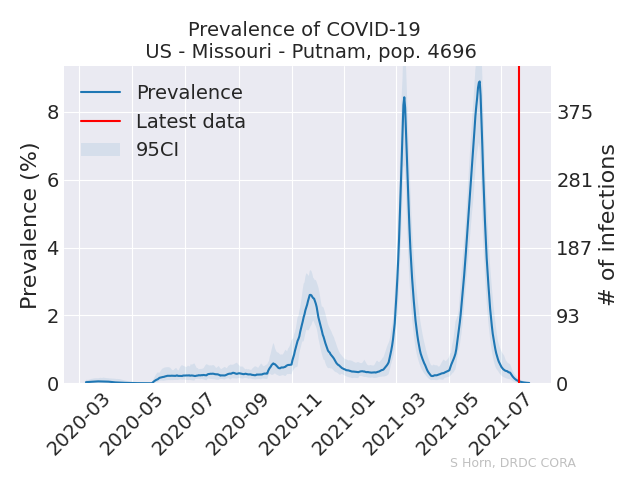 Prevalence of COVID-19
US - Missouri - Putnam, pop. 4696
Prevalence
Latest data
95CI
Prevalence (%)
8
6
4
2
0
375
281
187
93
0
# of infections
2020-03
2020-05
2020-07
2020-09
2020-11
2021-01
2021-03
2021-05
2021-07
S Horn, DRDC CORA